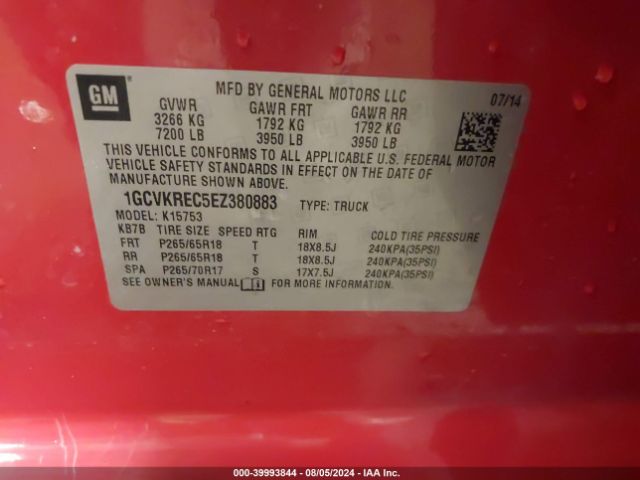 GM
MFD BY GENERAL MOTORS LLC
07/14
GVWR GAWR FRT GAWR RR
3266 KG 1792 KG 1792 KG
7200 LB 3950 LB 3950 LB
THIS VEHICLE CONFORMS TO ALL APPLICABLE U.S. FEDERAL MOTOR
VEHICLE SAFETY STANDARDS IN EFFECT ON THE DATE OF
MANUFACTURE SHOWN ABOVE.
1GCVKREC5EZ380883 TYPE: TRUCK
MODEL: K15753
KB7B TIRE SIZE SPEED RTG RIM COLD TIRE PRESSURE
FRT P265/65R18 T 18X8.5J 240KPA(35PSI)
RR P265/65R18 T 18X8.5J 240KPA(35PSI)
SPA P265/70R17 S 17X7.5J 240KPA(35PSI)
SEE OWNER'S MANUAL FOR MORE INFORMATION.
000-39993844 - 08/05/2024 - IAA Inc.